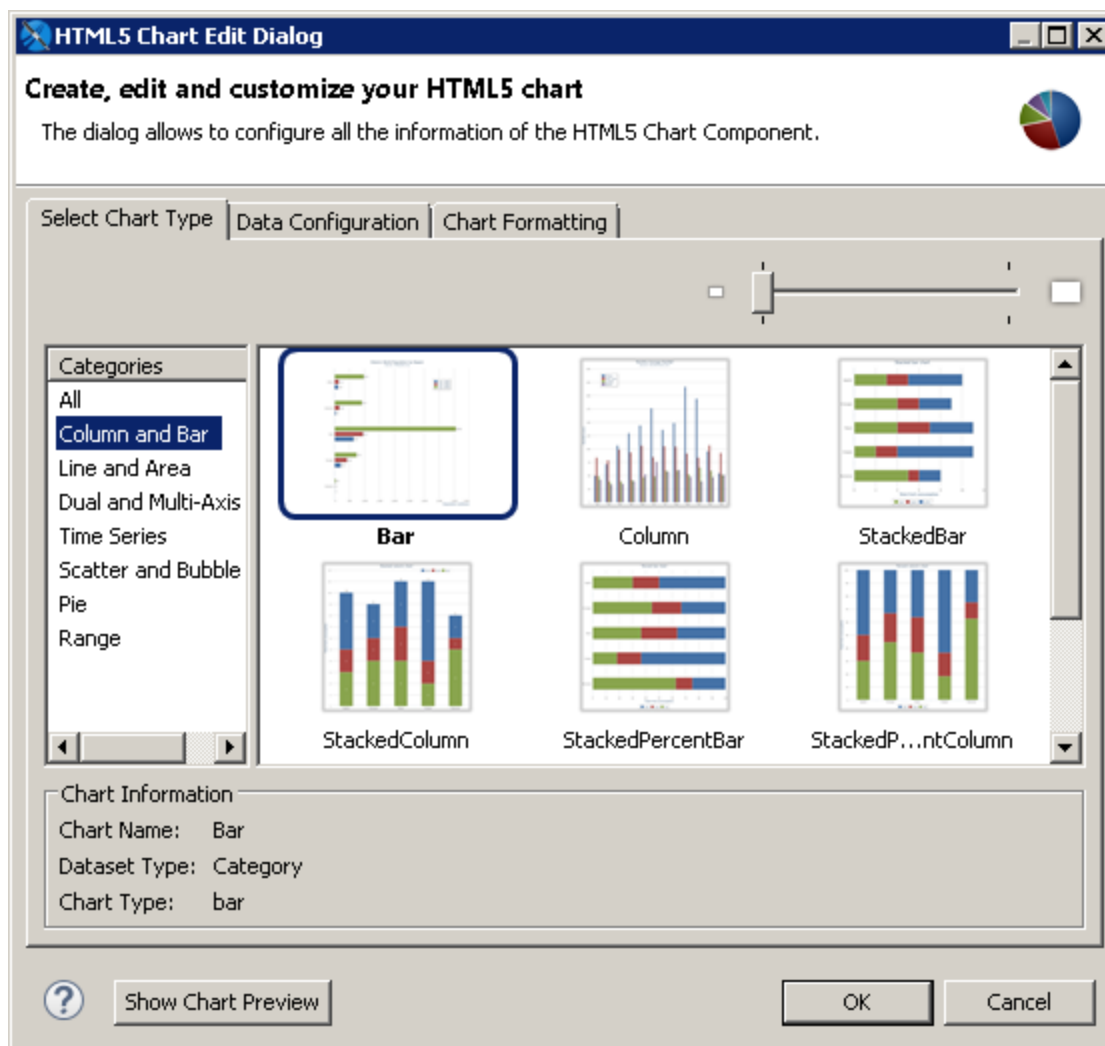 HTML5 Chart Edit Dialog
Create, edit and customize your HTML5 chart
The dialog allows to configure all the information of the HTML5 Chart Component.
Select Chart Type
Data Configuration
Chart Formatting
Categories
All
Column and Bar
Line and Area
Dual and Multi-Axis
Time Series
Scatter and Bubble
Pie
Range
Bar
Column
StackedBar
StackedColumn
StackedPercentBar
StackedP...ntColumn
Chart Information
Chart Name: Bar
Dataset Type: Category
Chart Type: bar
?
Show Chart Preview
OK
Cancel